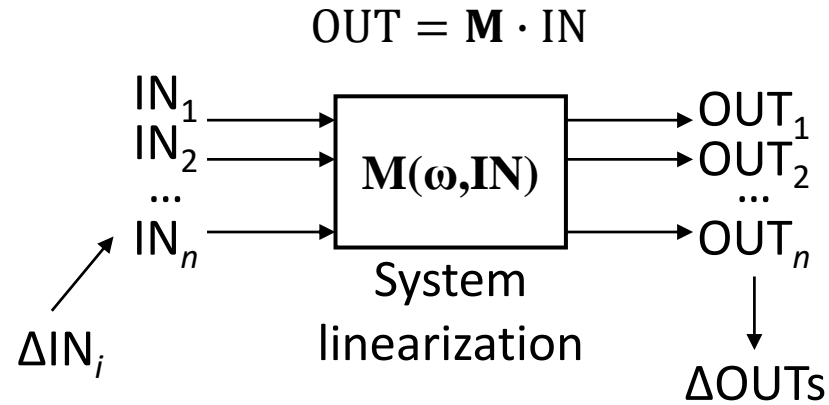 OUT = M · IN
IN1
IN2
...
INn
ΔINi
M(ω,IN)
System
linearization
OUT1
OUT2
...
OUTn
ΔOUTs